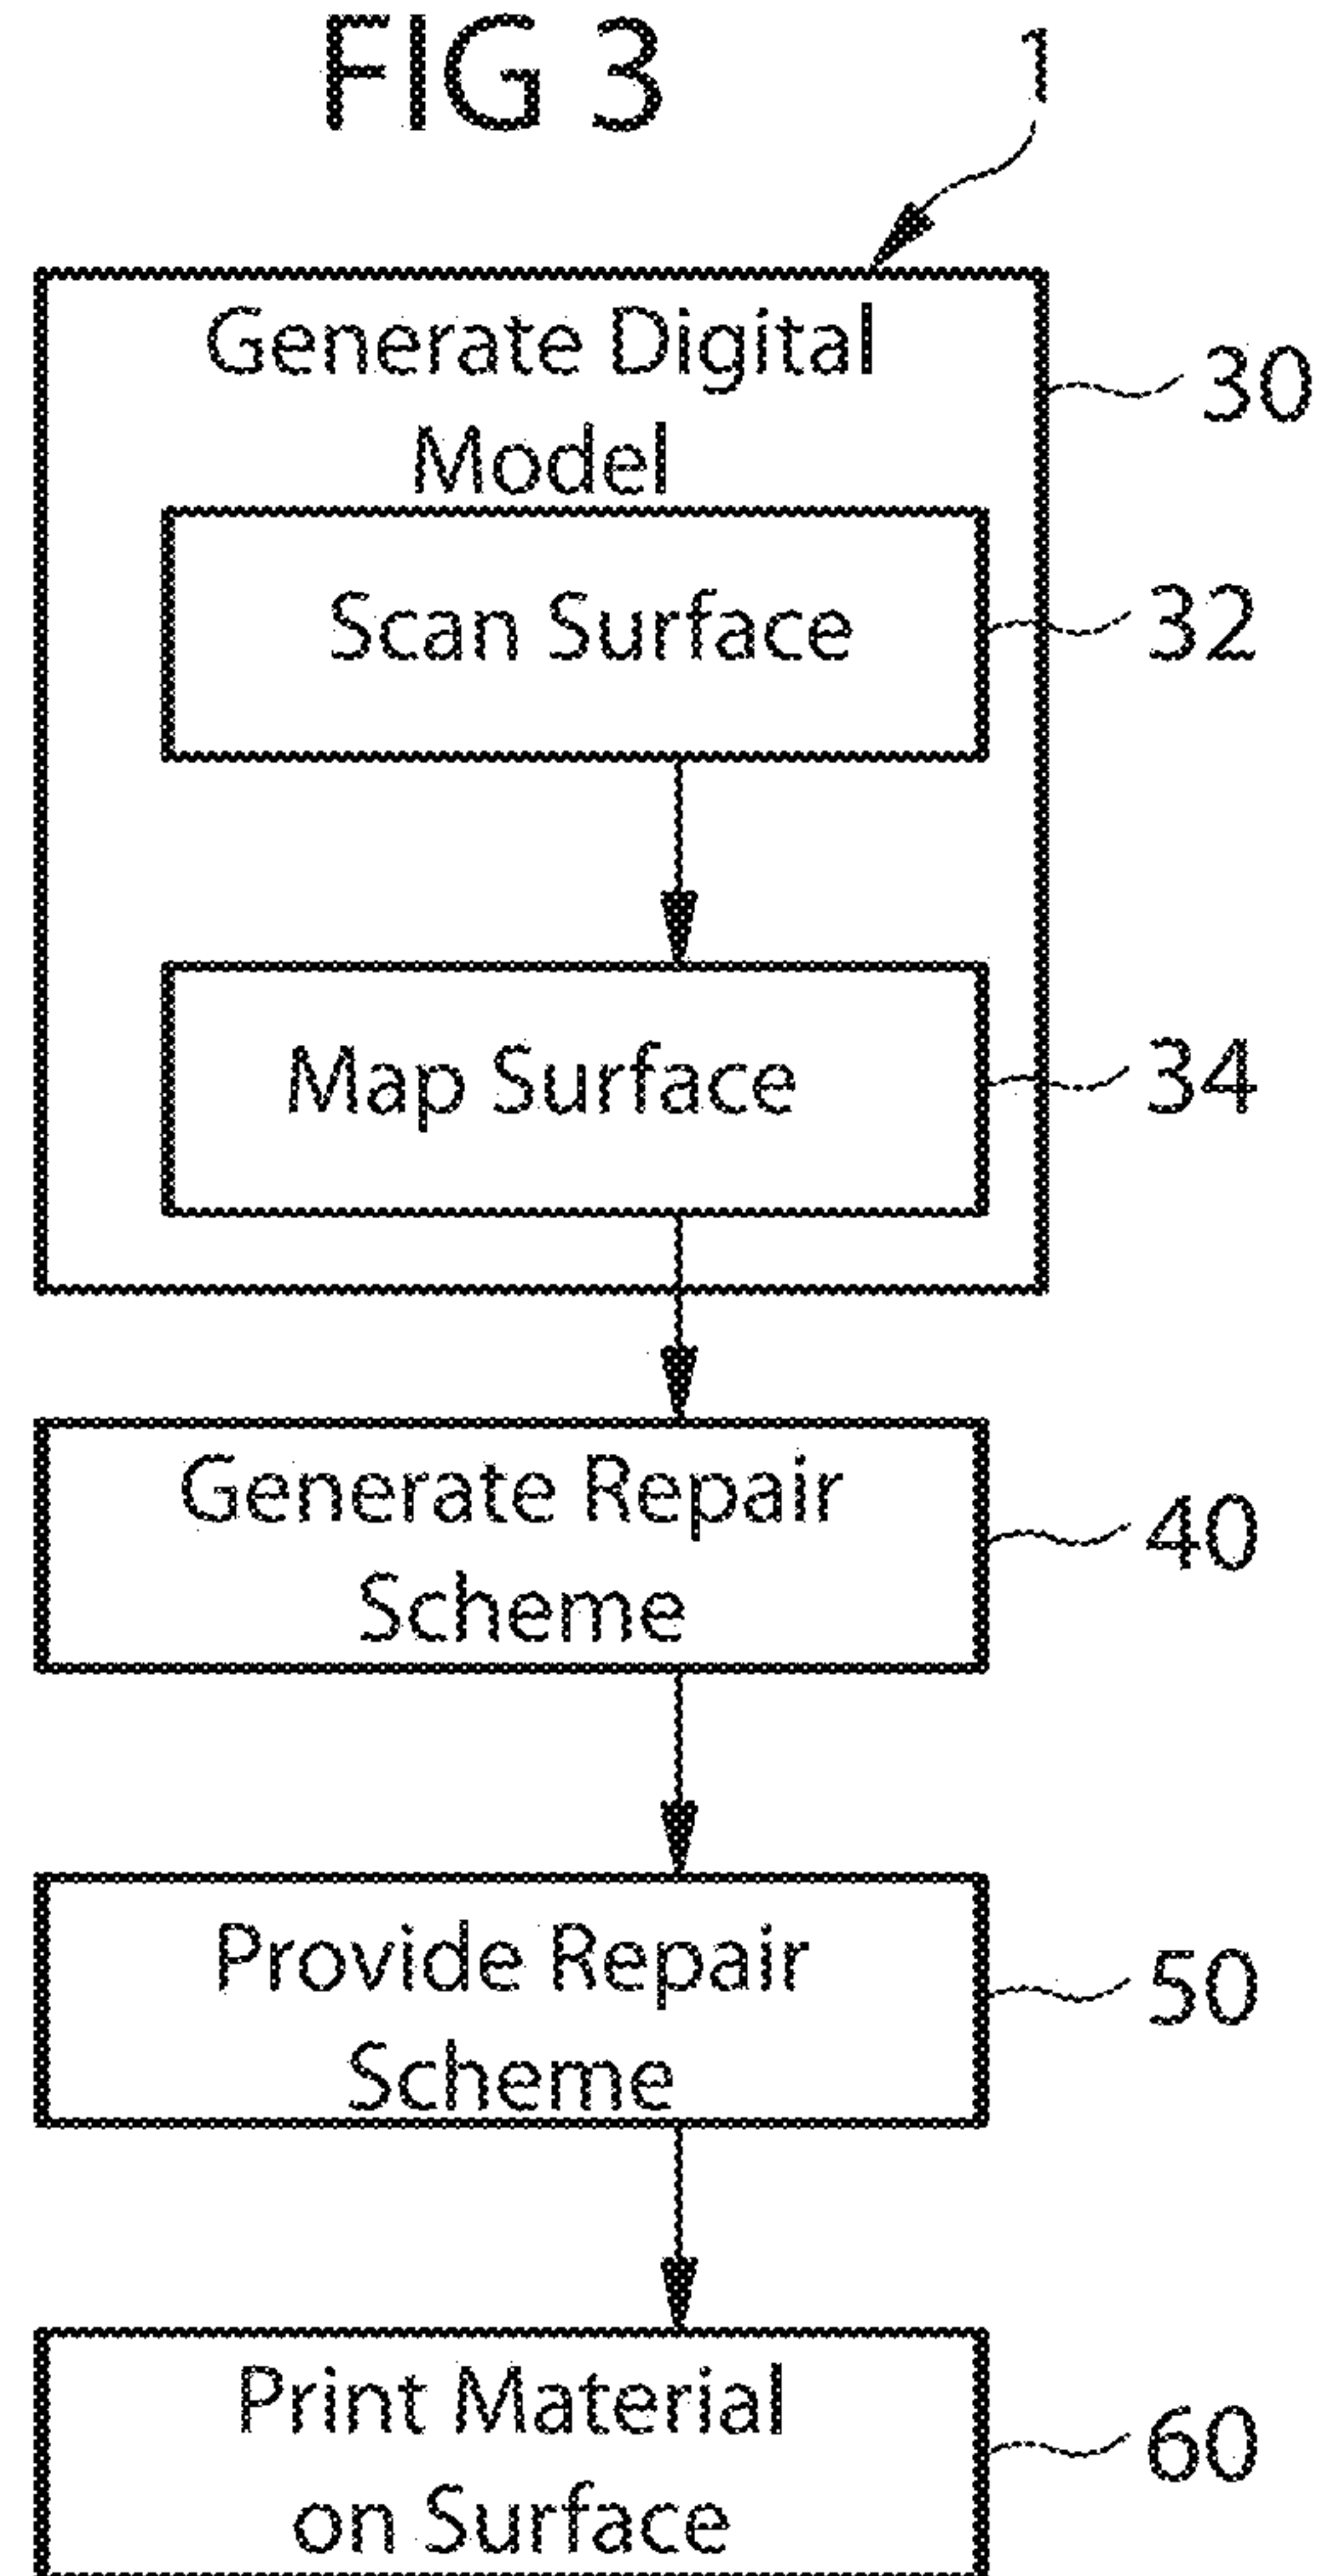 FIG 3
1
Generate Digital
Model
30
Scan Surface
32
Map Surface
34
Generate Repair
Scheme
40
Provide Repair
Scheme
50
Print Material
on Surface
60